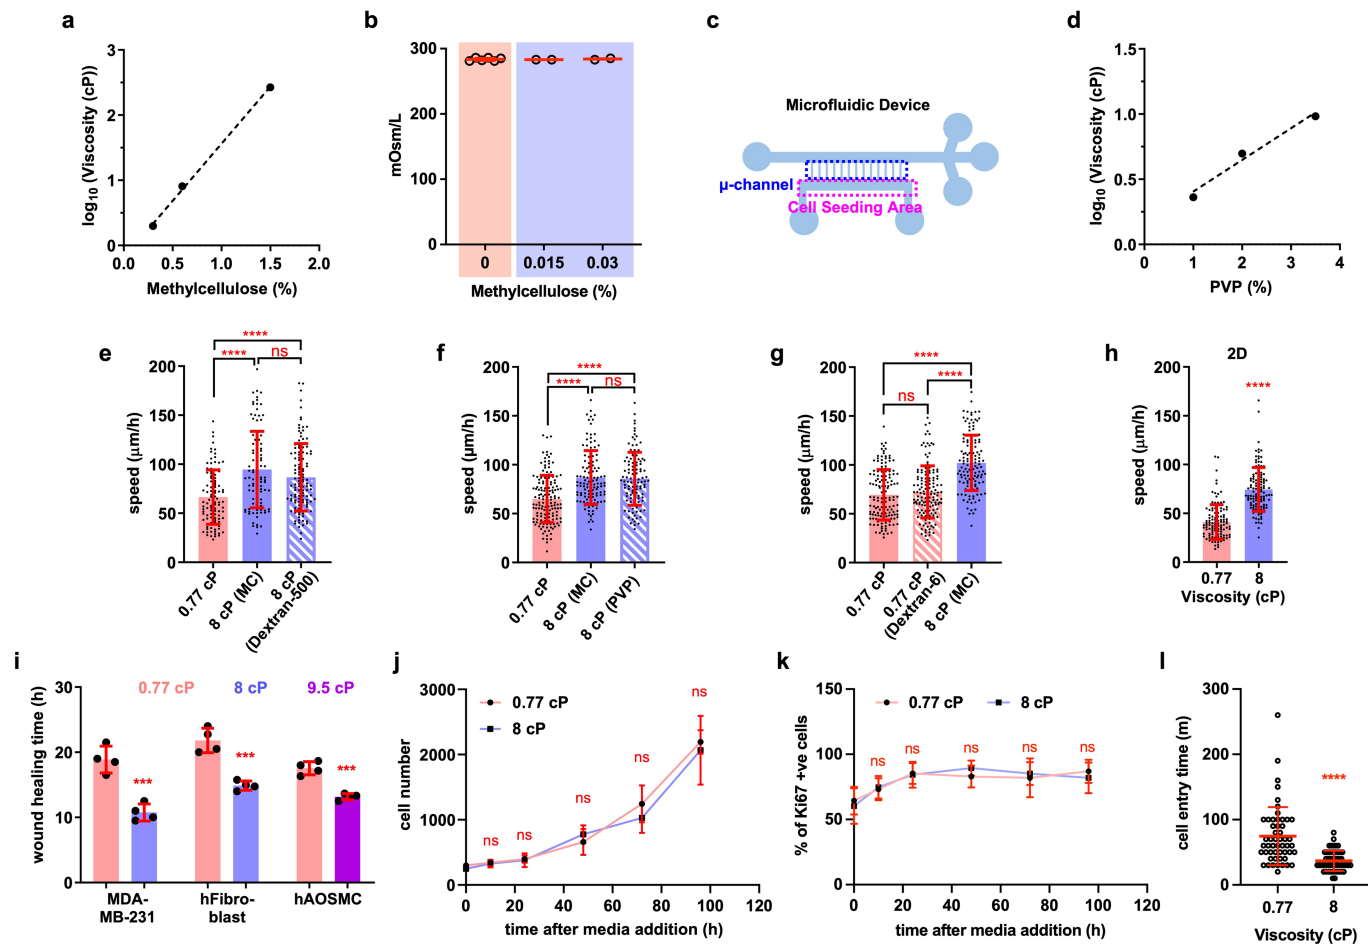 a
log10 (Viscosity (cP))
3
2
1
0
0.0 0.5 1.0 1.5 2.0
Methylcellulose (%)
b
mOsm/L
300
200
100
0
0 0.015 0.03
Methylcellulose (%)
c
Microfluidic Device
μ-channel
Cell Seeding Area
d
log10 (Viscosity (cP))
1.5
1.0
0.5
0.0
0 1 2 3 4
PVP (%)
e
speed (μm/h)
200
150
100
50
0
****
**** ns
0.77 cP
8 cP (MC)
8 cP
(Dextran-500)
f
speed (μm/h)
200
150
100
50
0
****
**** ns
0.77 cP
8 cP (MC)
8 cP (PVP)
g
speed (μm/h)
200
150
100
50
0
****
****
ns
0.77 cP
0.77 cP
(Dextran-6)
8 cP (MC)
h
2D
speed (μm/h)
200
150
100
50
0
****
0.77 8
Viscosity (cP)
i
wound healing time (h)
30
20
10
0
0.77 cP 8 cP 9.5 cP
*** *** ***
MDA-
MB-231
hFibro-
blast
hAOSMC
j
cell number
3000
2000
1000
0
0.77 cP
8 cP
ns ns ns ns ns
0 20 40 60 80 100 120
time after media addition (h)
k
% of Ki67 +ve cells
150
100
50
0
0.77 cP 8 cP
ns ns ns ns ns
0 20 40 60 80 100 120
time after media addition (h)
l
cell entry time (m)
300
200
100
0
****
0.77 8
Viscosity (cP)